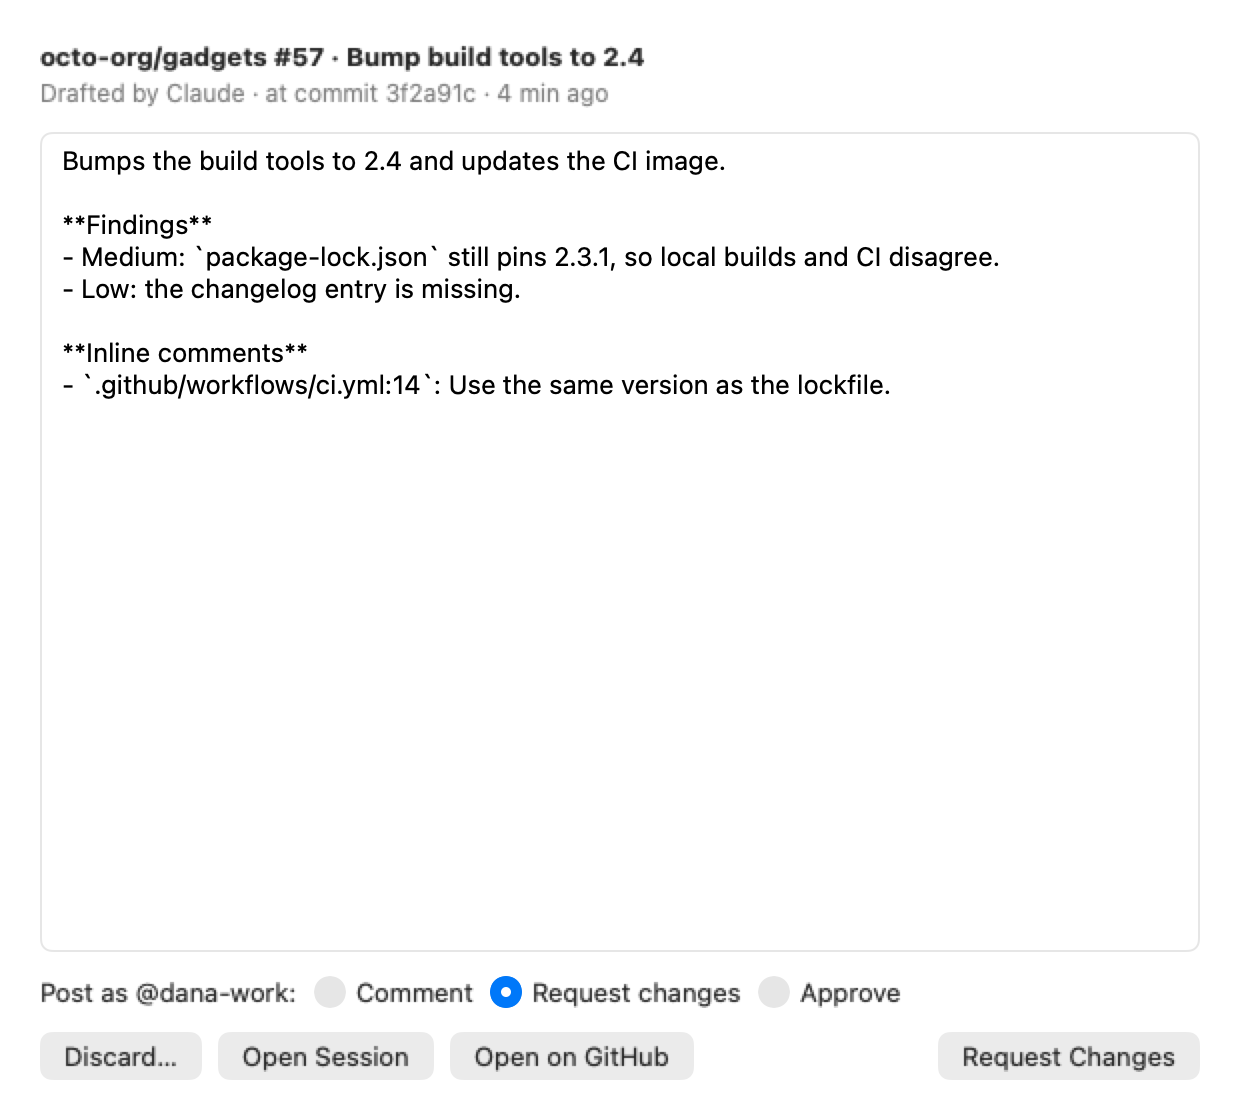 octo-org/gadgets #57 · Bump build tools to 2.4
Drafted by Claude · at commit 3f2a91c · 4 min ago
Bumps the build tools to 2.4 and updates the CI image.
**Findings**
- Medium: `package-lock.json` still pins 2.3.1, so local builds and CI disagree.
- Low: the changelog entry is missing.
**Inline comments**
- `.github/workflows/ci.yml:14`: Use the same version as the lockfile.
Post as @dana-work: Comment Request changes Approve
Discard... Open Session Open on GitHub Request Changes